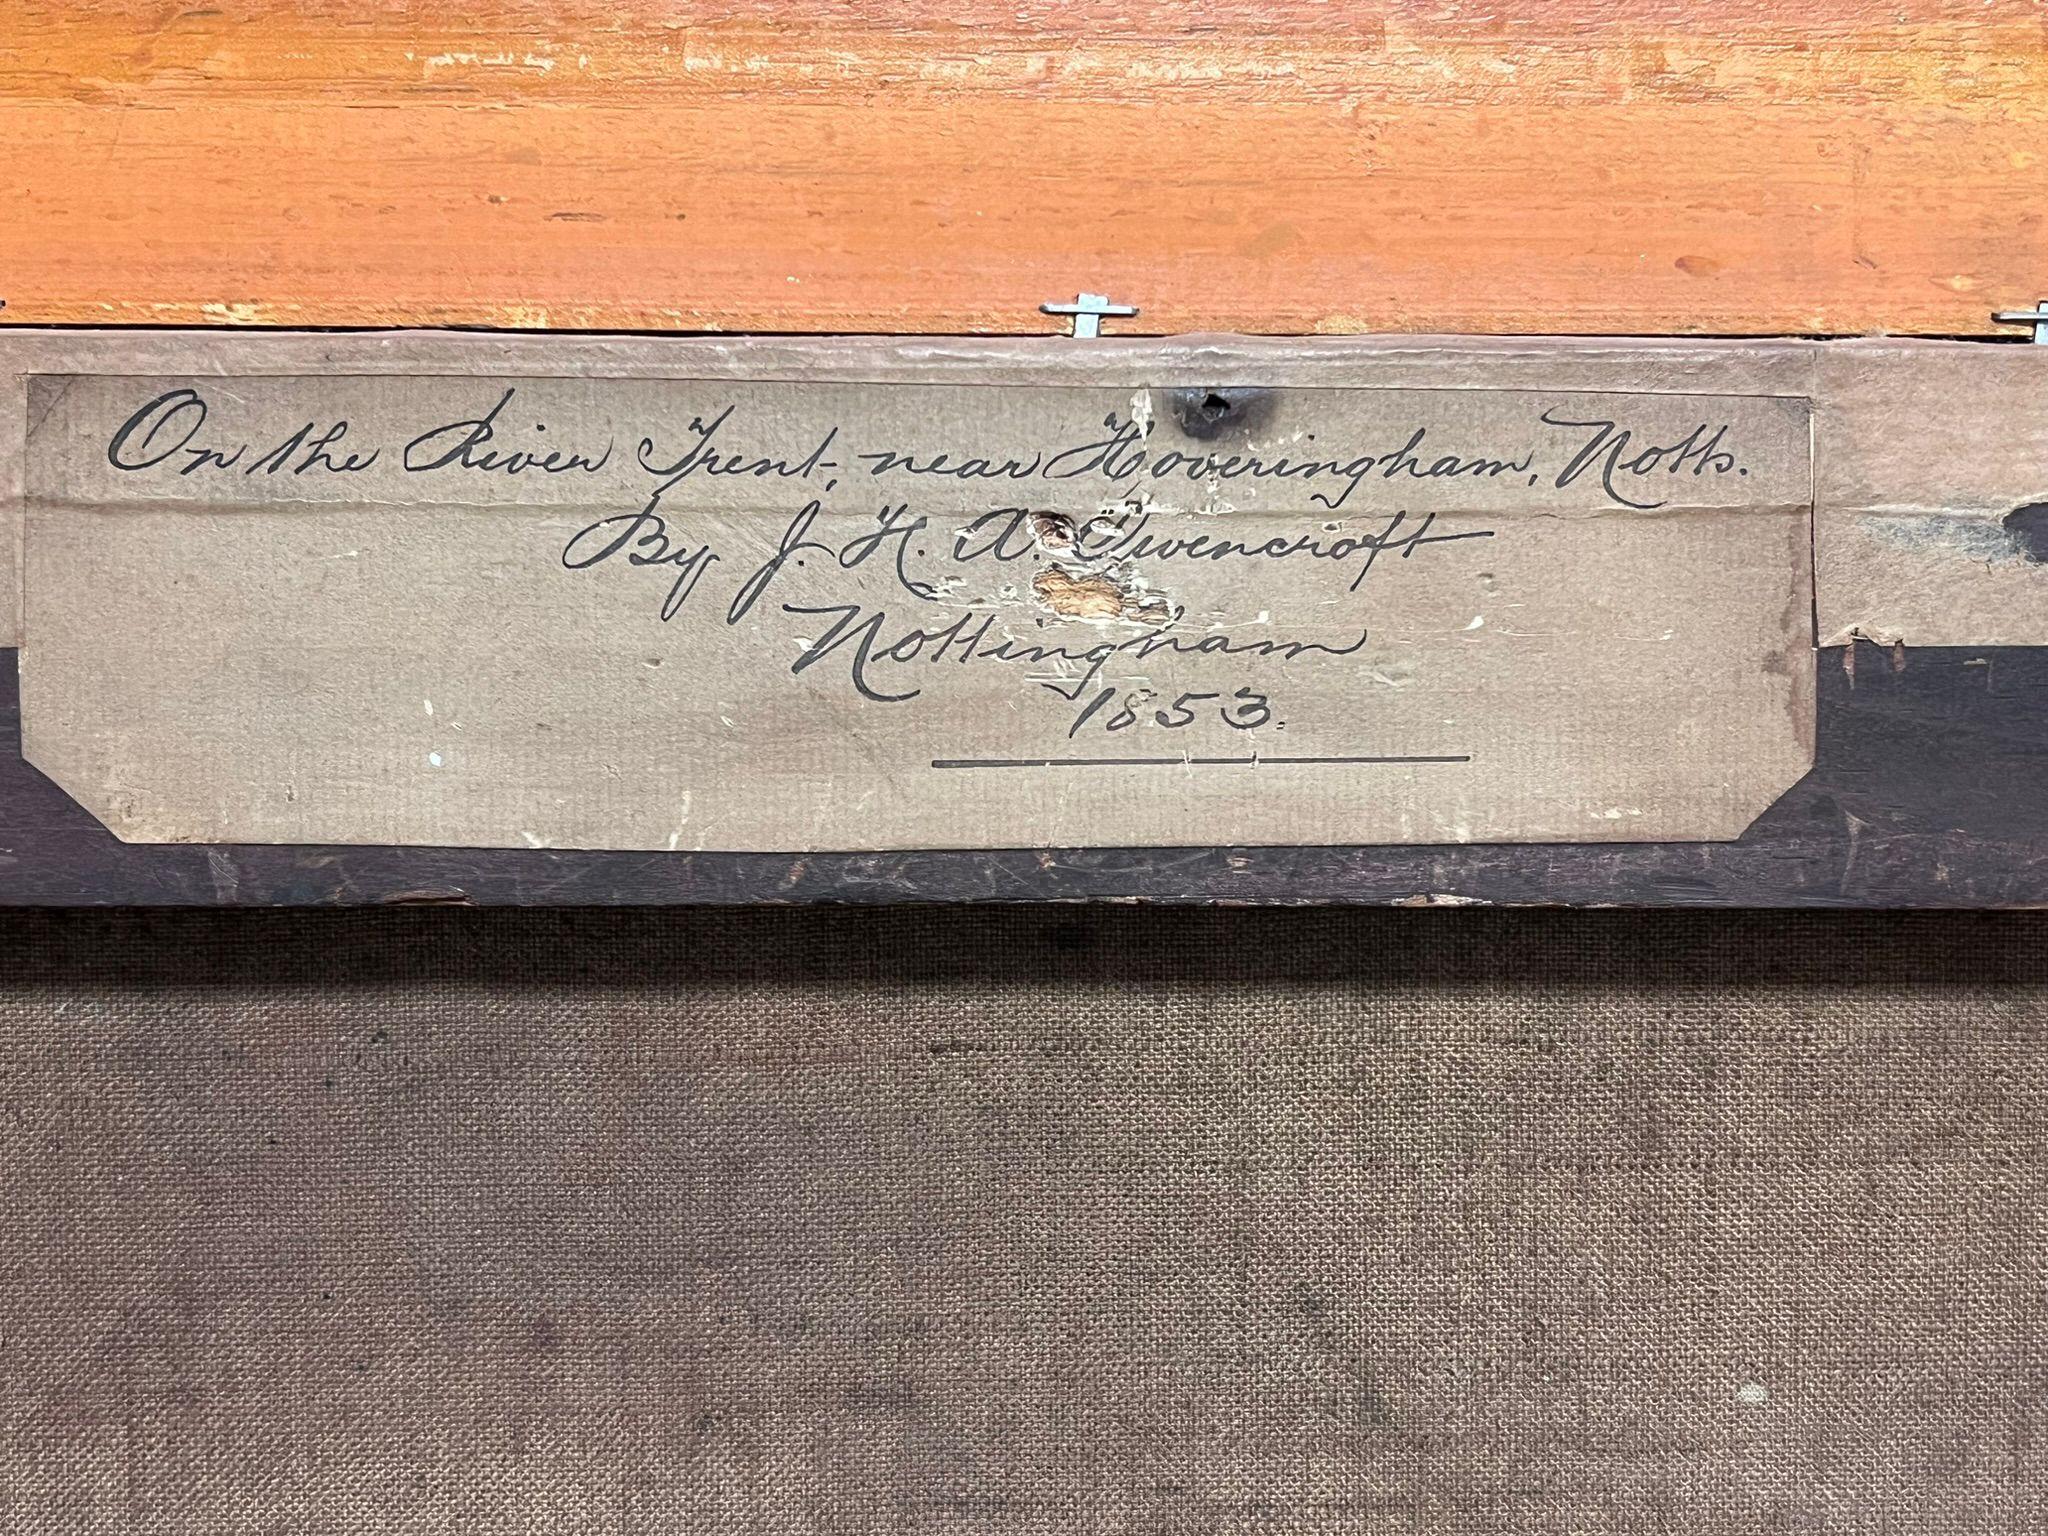 On the River Trent, near Hoveringham, Notts.
By J. H. A.
Nottingham
1853.